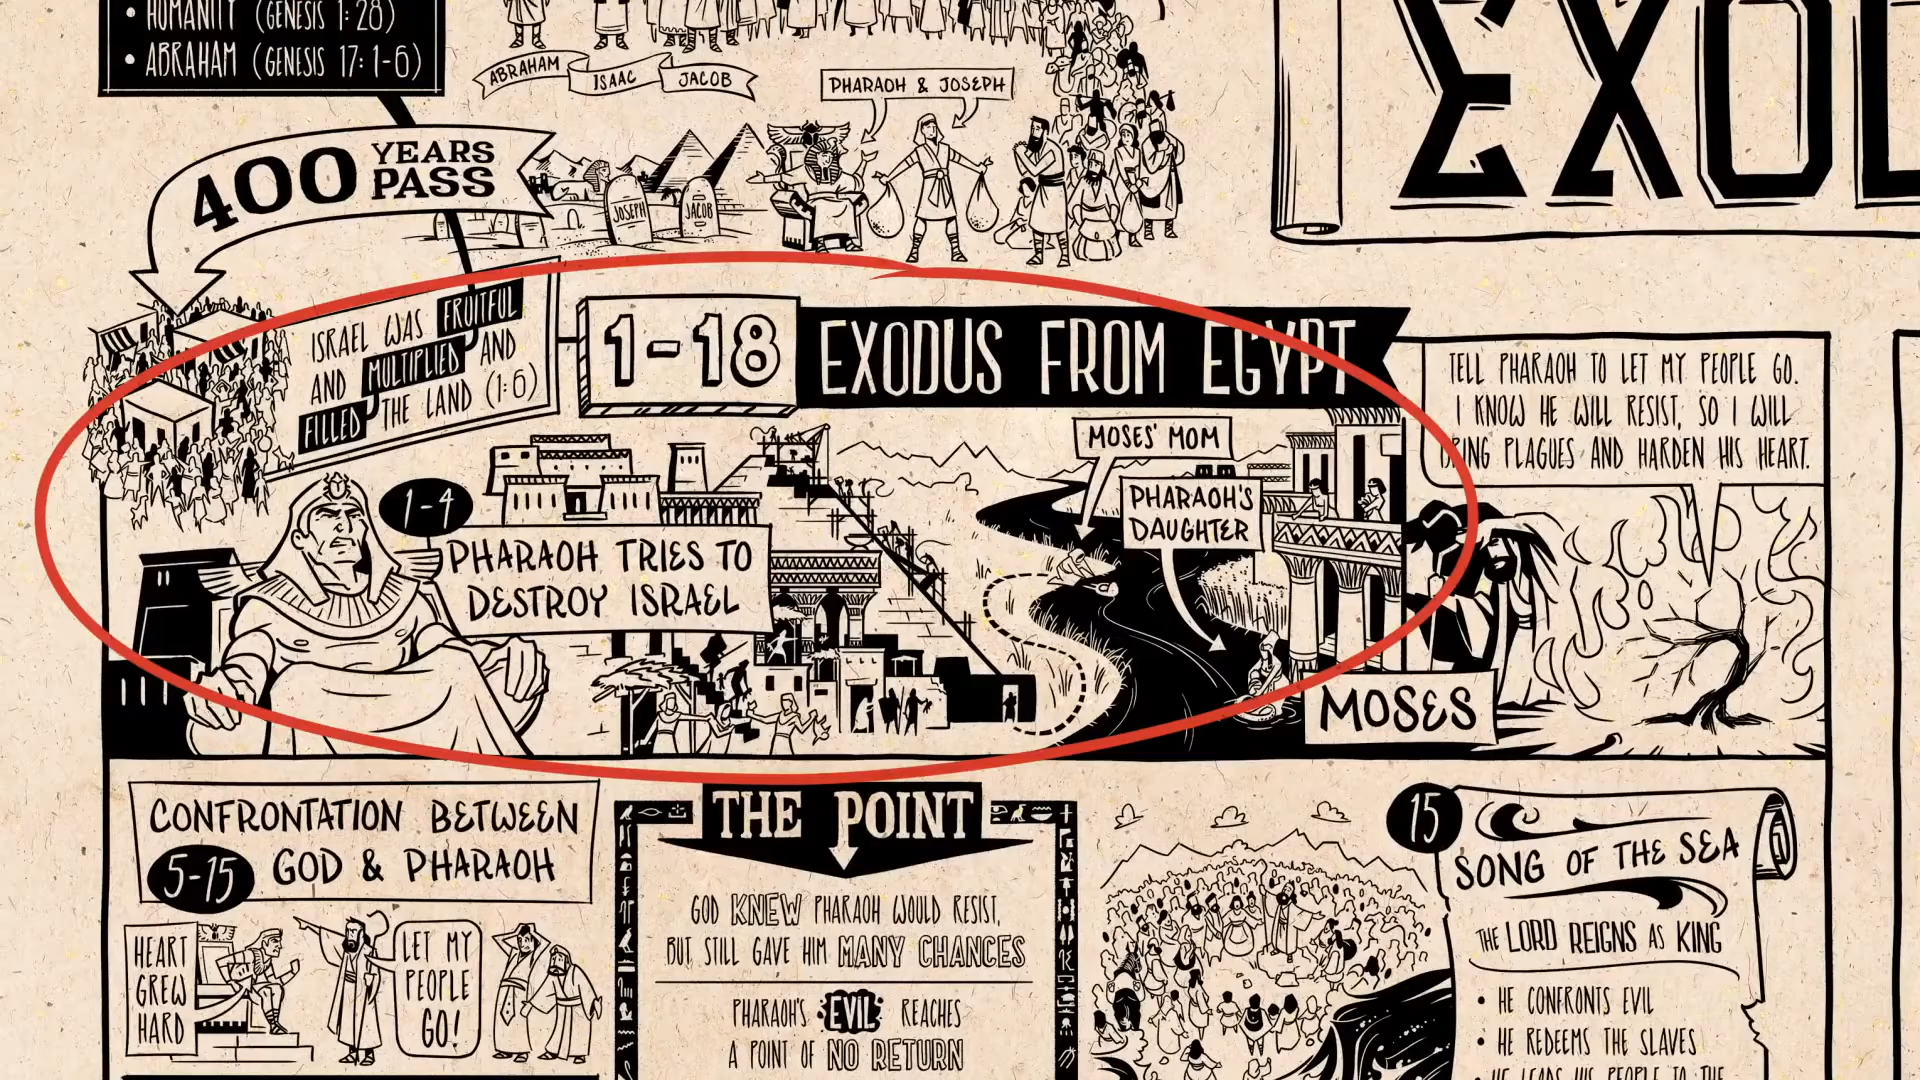 • HUMANITY (GENESIS 1:28)
• ABRAHAM (GENESIS 17:1-6)
ABRAHAM
ISAAC
JACOB
PHARAOH & JOSEPH
400 YEARS
PASS
JOSEPH
JACOB
ISRAEL WAS FRUITFUL
AND MULTIPLIED AND
FILLED THE LAND (1:6)
1-18
EXODUS FROM EGYPT
1-4
PHARAOH TRIES TO
DESTROY ISRAEL
MOSES' MOM
PHARAOH'S
DAUGHTER
TELL PHARAOH TO LET MY PEOPLE GO.
I KNOW HE WILL RESIST, SO I WILL
BRING PLAGUES AND HARDEN HIS HEART.
MOSES
CONFRONTATION BETWEEN
5-15 GOD & PHARAOH
HEART
GREW
HARD
LET MY
PEOPLE
GO!
THE POINT
GOD KNEW PHARAOH WOULD RESIST,
BUT STILL GAVE HIM MANY CHANCES
PHARAOH'S EVIL REACHES
A POINT OF NO RETURN
15
SONG OF THE SEA
THE LORD REIGNS AS KING
• HE CONFRONTS EVIL
• HE REDEEMS THE SLAVES
• HE LEADS HIS PEOPLE TO THE